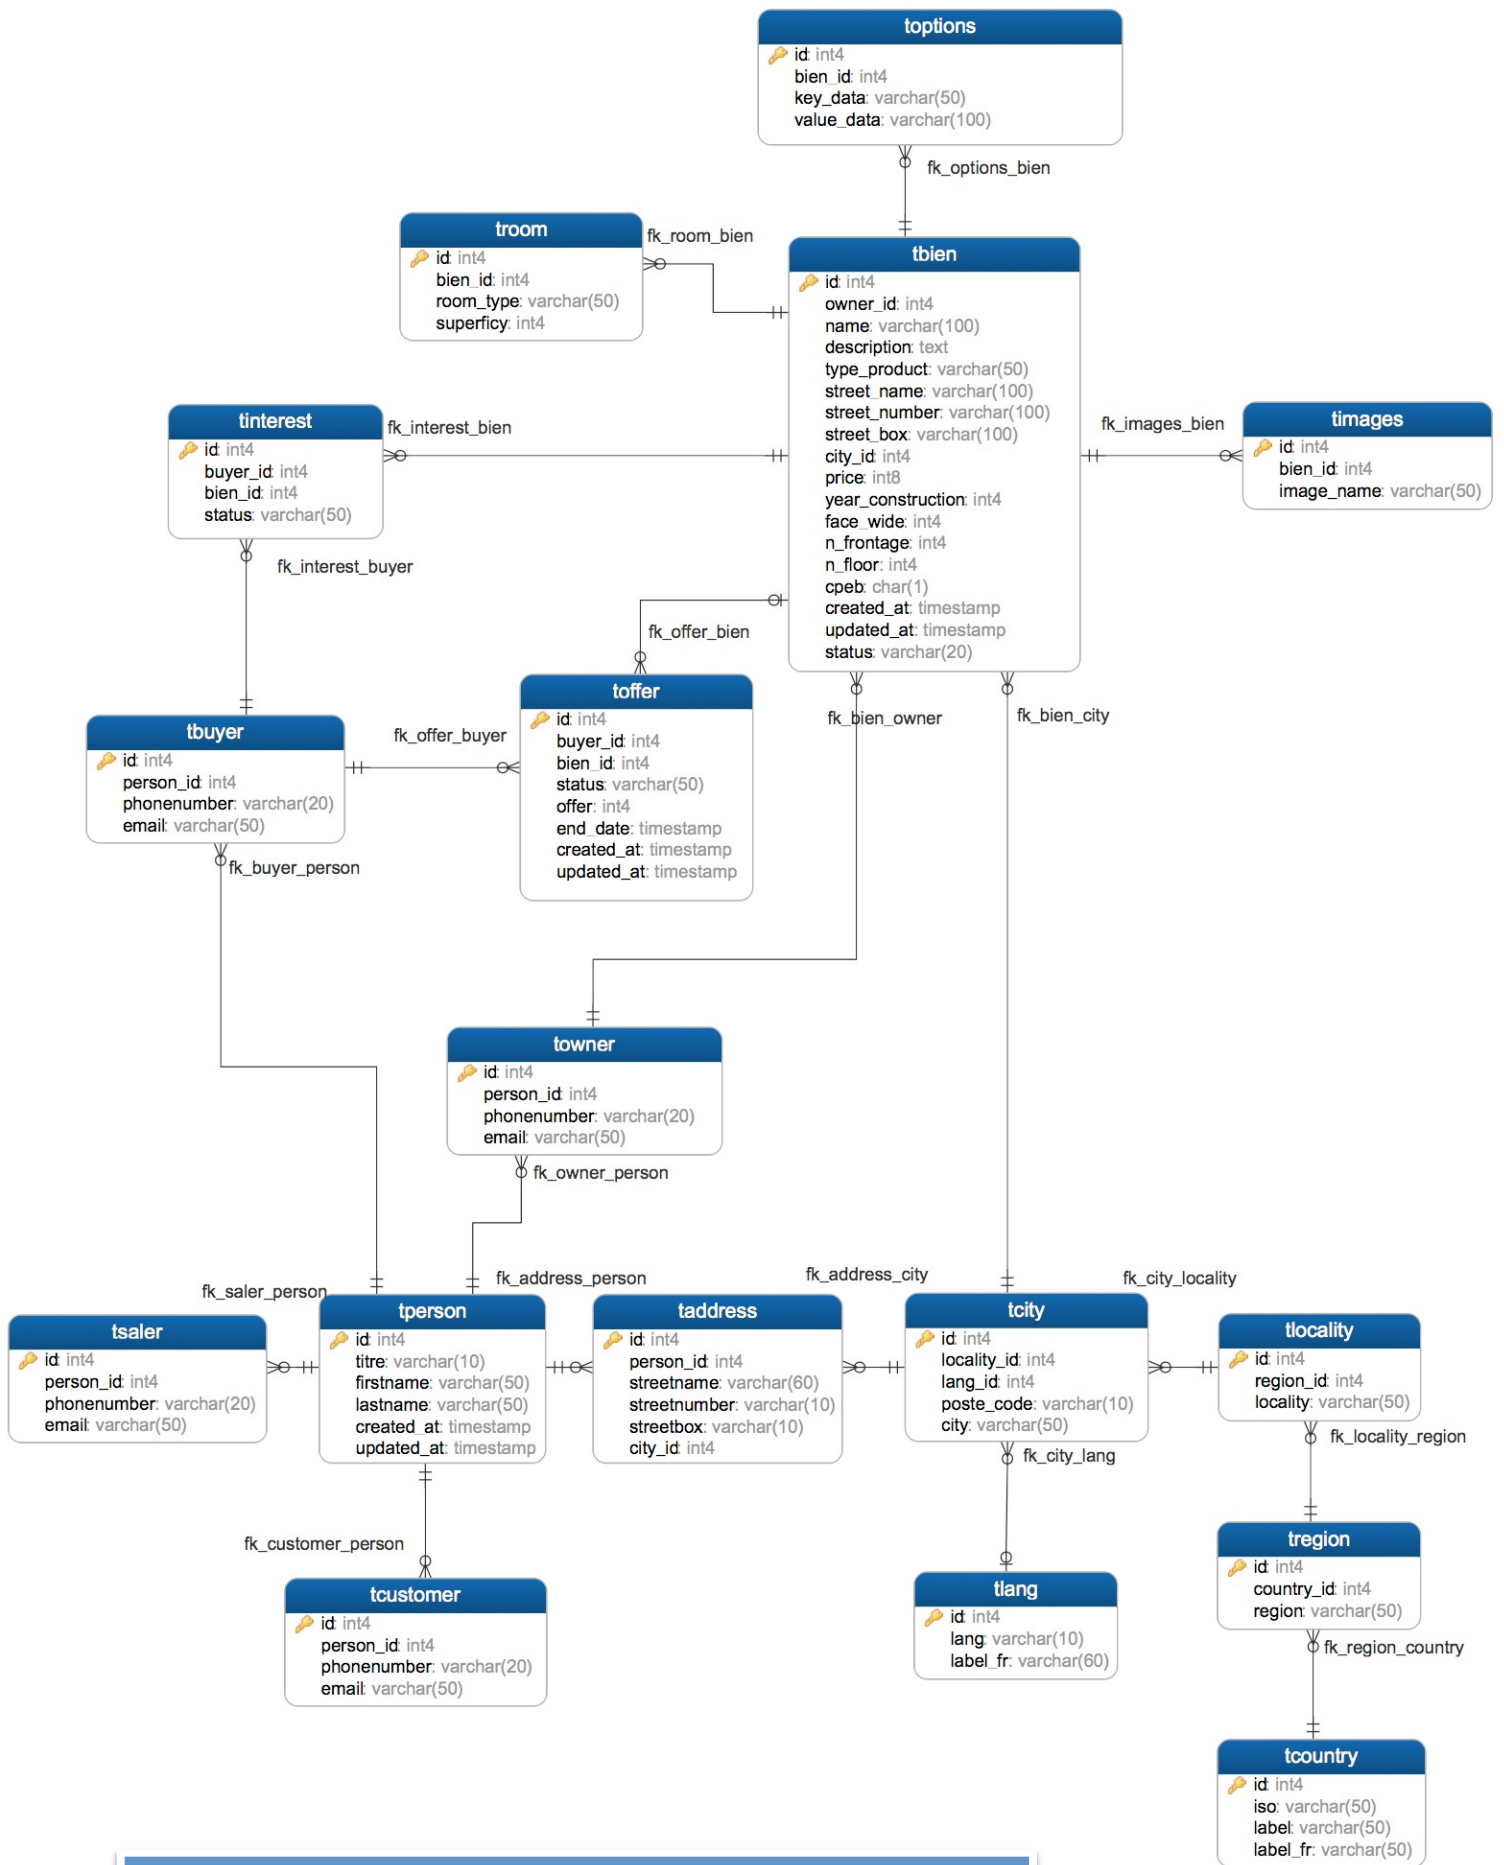 toptions
id: int4
bien_id: int4
key_data: varchar(50)
value_data: varchar(100)
fk_options_bien
troom
id: int4
bien_id: int4
room_type: varchar(50)
superficy: int4
fk_room_bien
tbien
id: int4
owner_id: int4
name: varchar(100)
description: text
type_product: varchar(50)
street_name: varchar(100)
street_number: varchar(100)
street_box: varchar(100)
city_id: int4
price: int8
year_construction: int4
face_wide: int4
n_frontage: int4
n_floor: int4
cpeb: char(1)
created_at: timestamp
updated_at: timestamp
status: varchar(20)
tinterest
id: int4
buyer_id: int4
bien_id: int4
status: varchar(50)
fk_interest_bien
fk_images_bien
timages
id: int4
bien_id: int4
image_name: varchar(50)
fk_interest_buyer
fk_offer_bien
toffer
id: int4
buyer_id: int4
bien_id: int4
status: varchar(50)
offer: int4
end_date: timestamp
created_at: timestamp
updated_at: timestamp
fk_bien_owner
fk_bien_city
tbuyer
id: int4
person_id: int4
phonenumber: varchar(20)
email: varchar(50)
fk_offer_buyer
fk_buyer_person
towner
id: int4
person_id: int4
phonenumber: varchar(20)
email: varchar(50)
fk_owner_person
fk_saler_person
fk_address_person
fk_address_city
fk_city_locality
tsaler
id: int4
person_id: int4
phonenumber: varchar(20)
email: varchar(50)
tperson
id: int4
titre: varchar(10)
firstname: varchar(50)
lastname: varchar(50)
created_at: timestamp
updated_at: timestamp
taddress
id: int4
person_id: int4
streetname: varchar(60)
streetnumber: varchar(10)
streetbox: varchar(10)
city_id: int4
tcity
id: int4
locality_id: int4
lang_id: int4
poste_code: varchar(10)
city: varchar(50)
tlocality
id: int4
region_id: int4
locality: varchar(50)
fk_city_lang
fk_locality_region
fk_customer_person
tcustomer
id: int4
person_id: int4
phonenumber: varchar(20)
email: varchar(50)
tlang
id: int4
lang: varchar(10)
label_fr: varchar(60)
tregion
id: int4
country_id: int4
region: varchar(50)
fk_region_country
tcountry
id: int4
iso: varchar(50)
label: varchar(50)
label_fr: varchar(50)